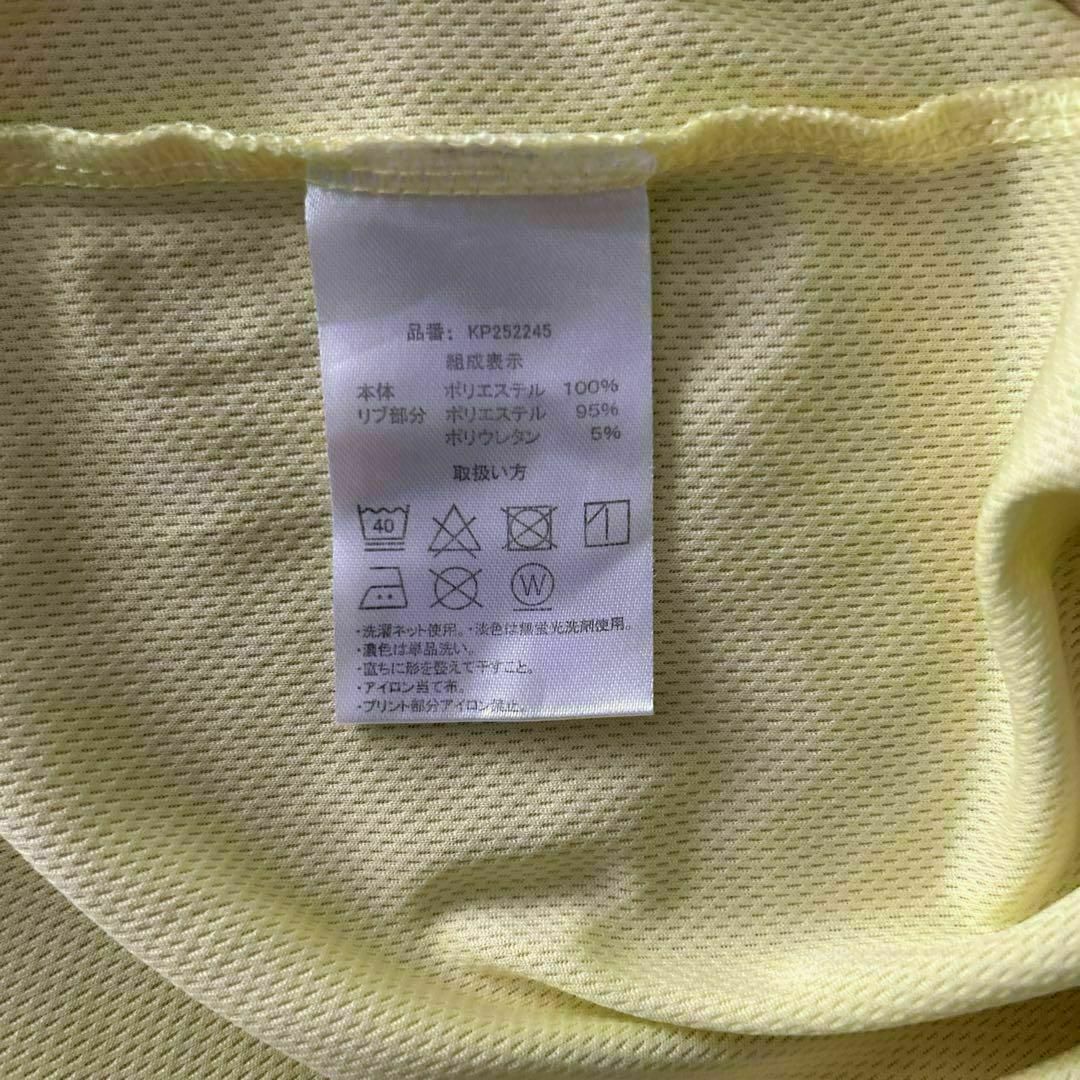 品番: KP252245
組成表示
本体 ポリエステル 100%
リブ部分 ポリエステル 95%
ポリウレタン 5%
取扱い方
40
W
・洗濯ネット使用。・淡色は無蛍光洗剤使用。
・濃色は単品洗い。
・直ちに形を整えて干すこと。
・アイロン当て布。
・プリント部分アイロン禁止。